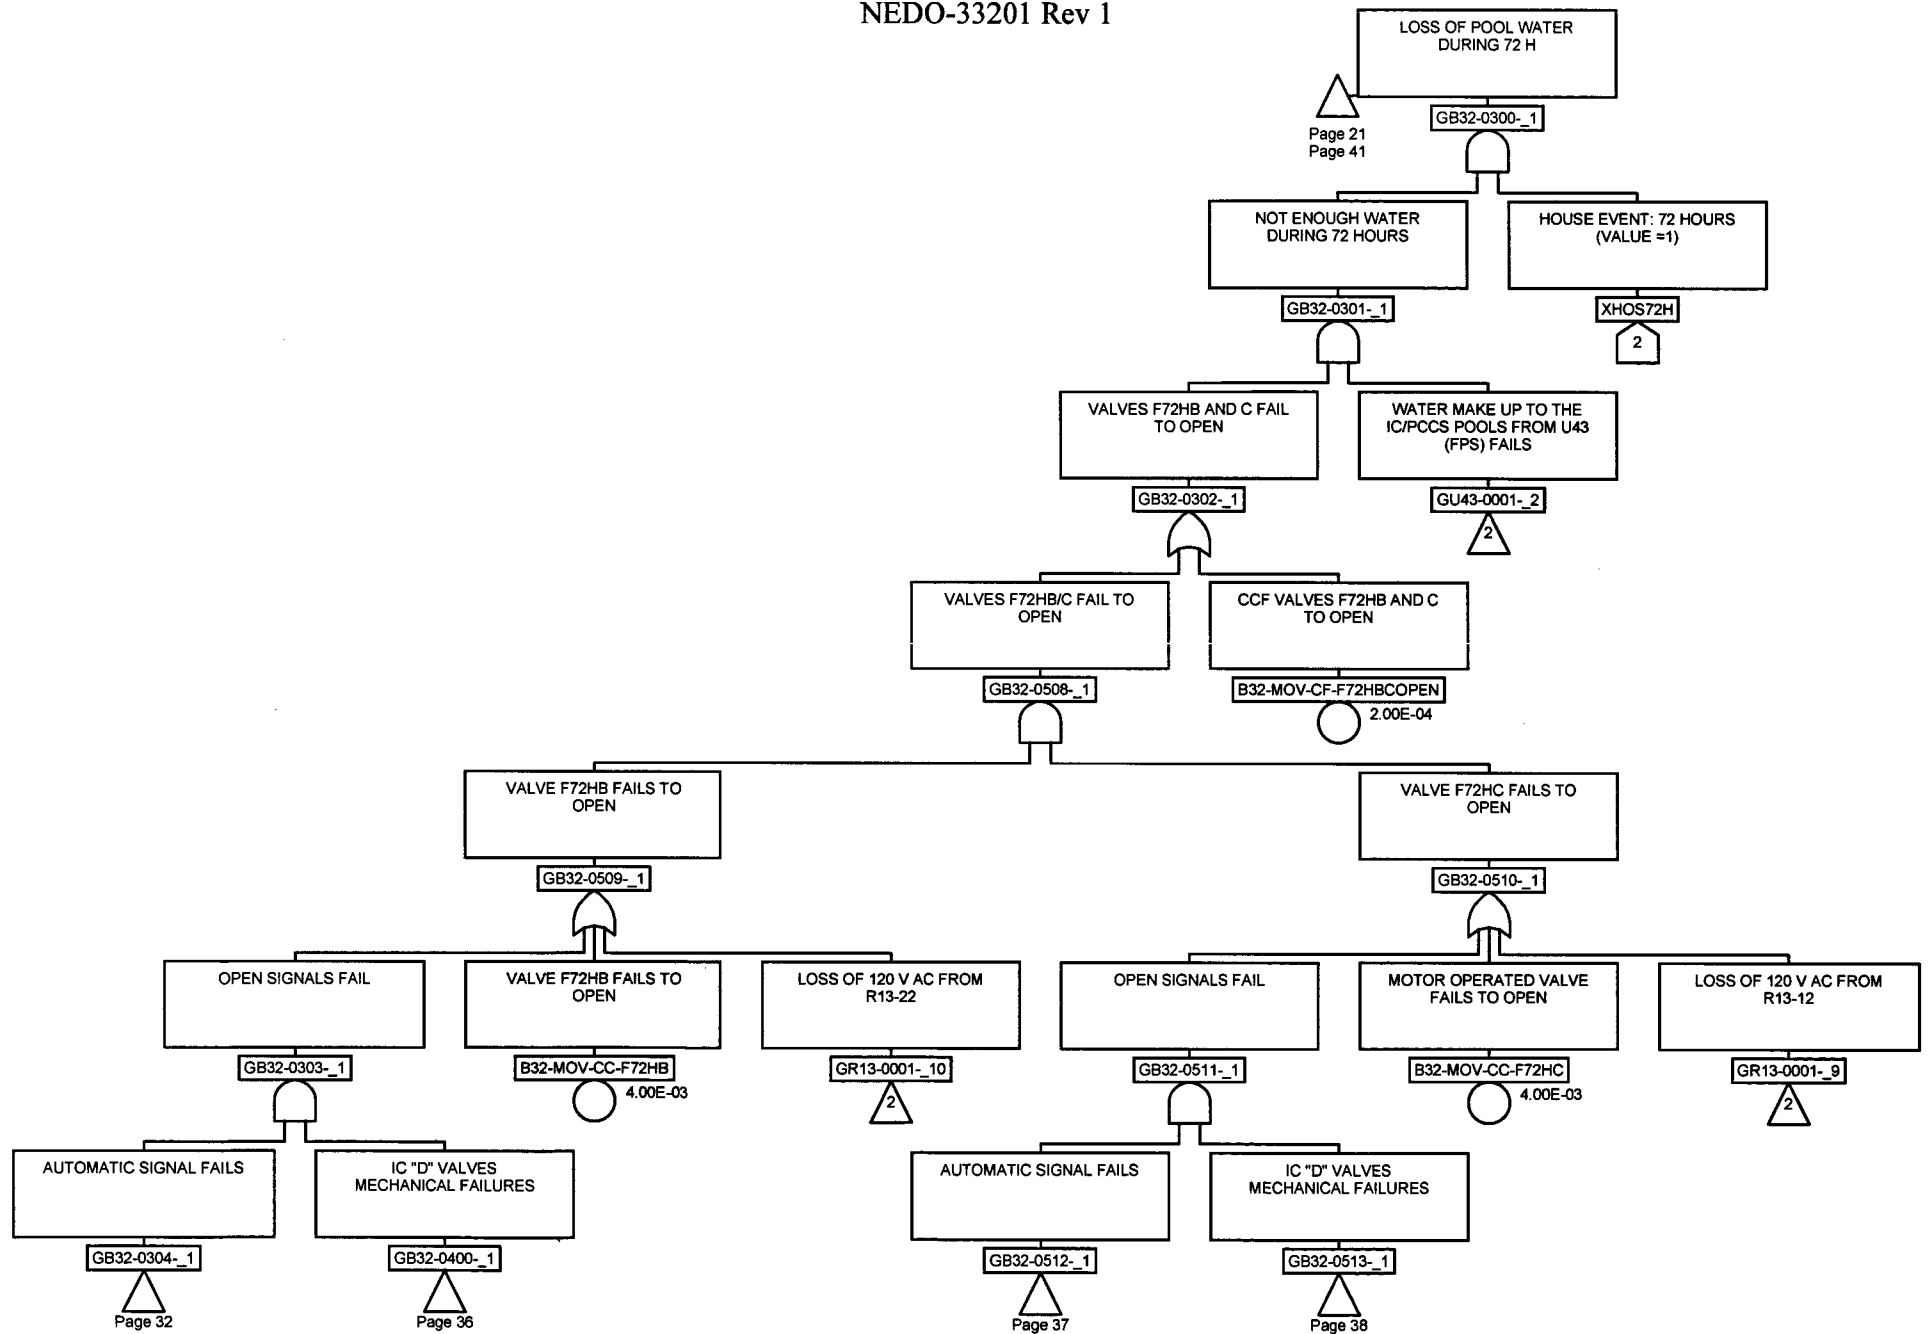 NEDO-33201 Rev 1
LOSS OF POOL WATER
DURING 72 H
Page 21
Page 41
GB32-0300-_1
NOT ENOUGH WATER
DURING 72 HOURS
GB32-0301-_1
HOUSE EVENT: 72 HOURS
(VALUE =1)
XHOS72H
2
VALVES F72HB AND C FAIL
TO OPEN
GB32-0302-_1
WATER MAKE UP TO THE
IC/PCCS POOLS FROM U43
(FPS) FAILS
GU43-0001-_2
2
VALVES F72HB/C FAIL TO
OPEN
GB32-0508-_1
CCF VALVES F72HB AND C
TO OPEN
B32-MOV-CF-F72HBCOPEN
2.00E-04
VALVE F72HB FAILS TO
OPEN
GB32-0509-_1
VALVE F72HC FAILS TO
OPEN
GB32-0510-_1
OPEN SIGNALS FAIL
GB32-0303-_1
VALVE F72HB FAILS TO
OPEN
B32-MOV-CC-F72HB
4.00E-03
LOSS OF 120 V AC FROM
R13-22
GR13-0001-_10
2
OPEN SIGNALS FAIL
GB32-0511-_1
MOTOR OPERATED VALVE
FAILS TO OPEN
B32-MOV-CC-F72HC
4.00E-03
LOSS OF 120 V AC FROM
R13-12
GR13-0001-_9
2
AUTOMATIC SIGNAL FAILS
GB32-0304-_1
Page 32
IC "D" VALVES
MECHANICAL FAILURES
GB32-0400-_1
Page 36
AUTOMATIC SIGNAL FAILS
GB32-0512-_1
Page 37
IC "D" VALVES
MECHANICAL FAILURES
GB32-0513-_1
Page 38